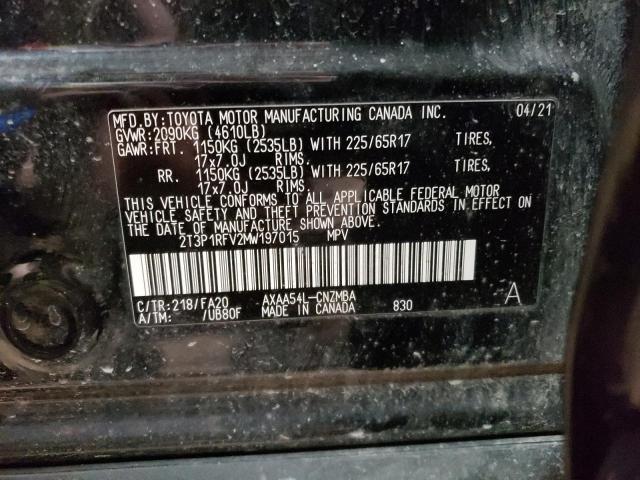 MFD.BY:TOYOTA MOTOR MANUFACTURING CANADA INC. 04/21
GVWR:2090KG (4610LB)
GAWR:FRT. 1150KG (2535LB) WITH 225/65R17 TIRES,
17x7.0J RIMS.
RR. 1150KG (2535LB) WITH 225/65R17 TIRES,
17x7.0J RIMS.
THIS VEHICLE CONFORMS TO ALL APPLICABLE FEDERAL MOTOR
VEHICLE SAFETY AND THEFT PREVENTION STANDARDS IN EFFECT ON
THE DATE OF MANUFACTURE SHOWN ABOVE.
2T3P1RFV2MW197015 MPV
C/TR:218/FA20 AXAA54L-CNZMBA A
A/TM: /UB80F MADE IN CANADA 830